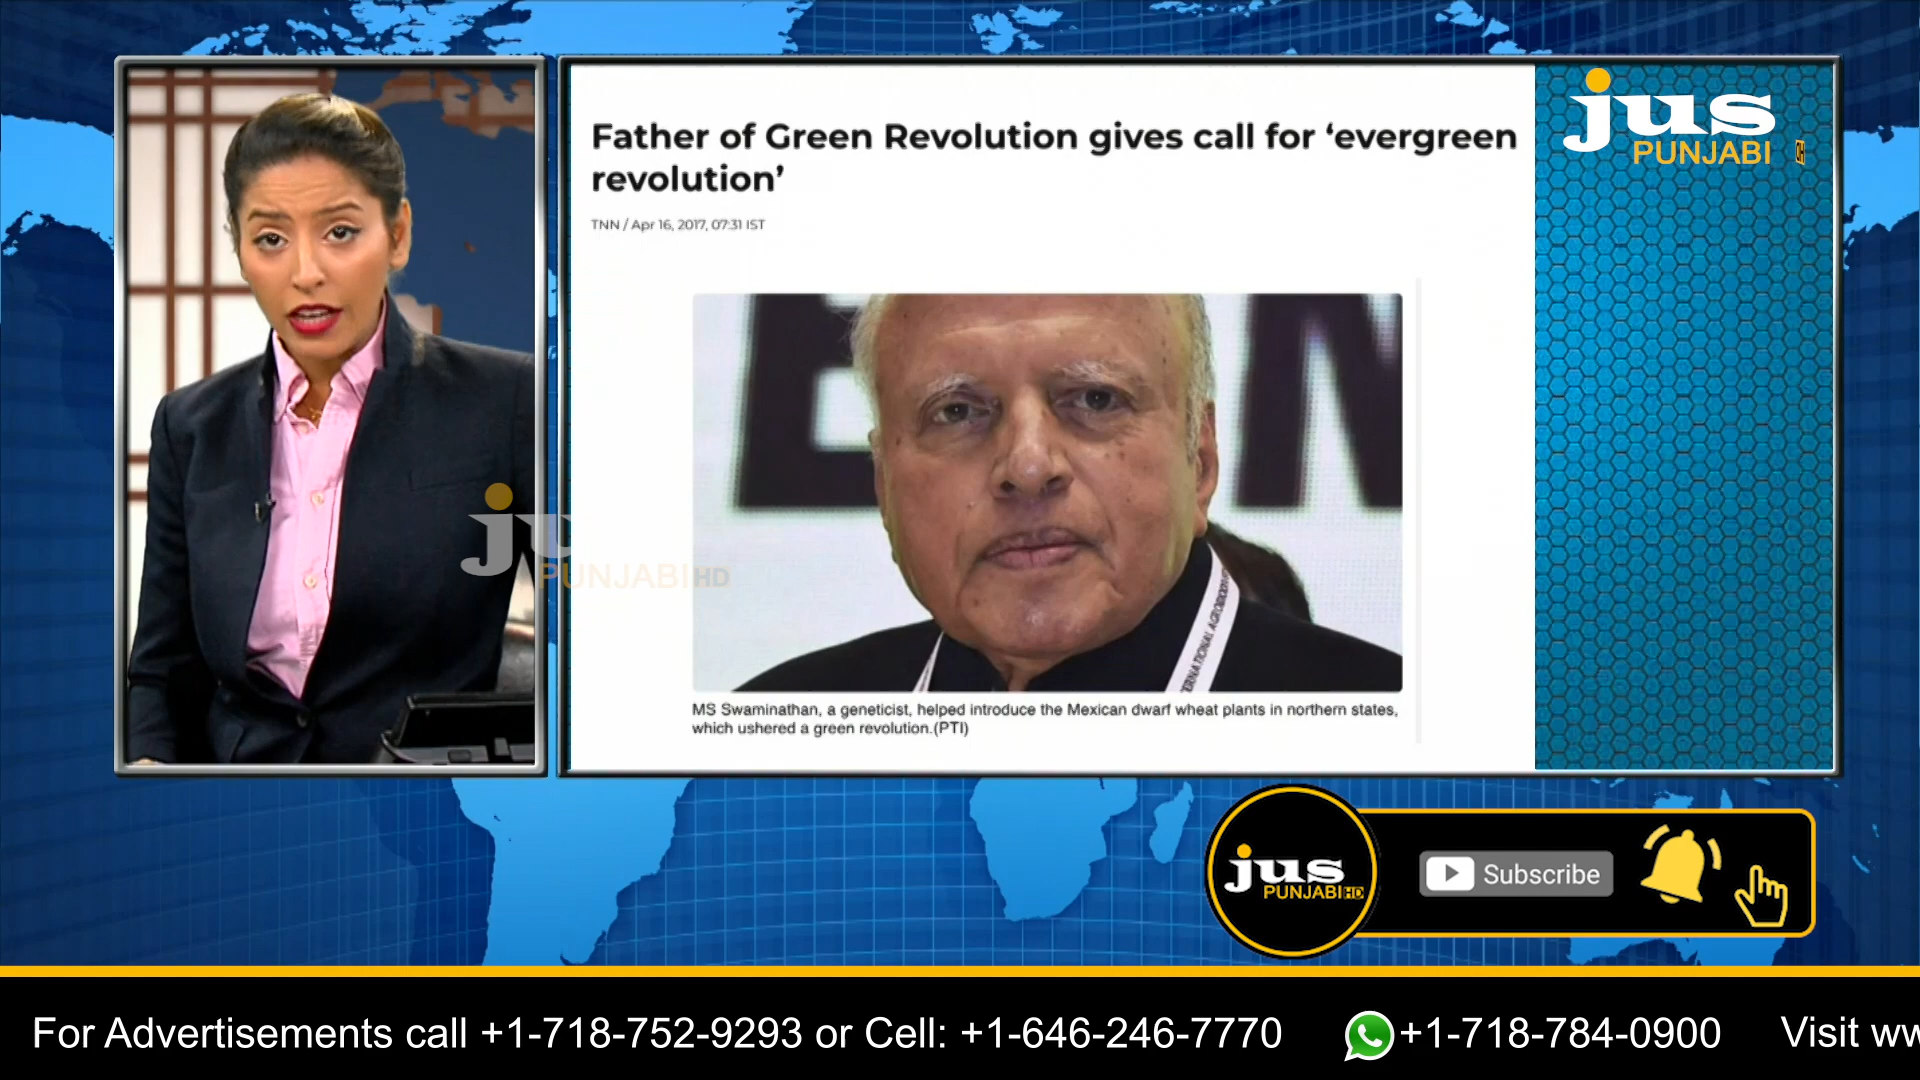 jus
PUNJABI
Father of Green Revolution gives call for ‘evergreen
revolution’
TNN / Apr 16, 2017, 07:31 IST
E
N
ERNATIONAL AGROBIODI
jus
PUNJABI HD
MS Swaminathan, a geneticist, helped introduce the Mexican dwarf wheat plants in northern states,
which ushered a green revolution.(PTI)
jus
PUNJABI HD
Subscribe
For Advertisements call +1-718-752-9293 or Cell: +1-646-246-7770 +1-718-784-0900 Visit ww